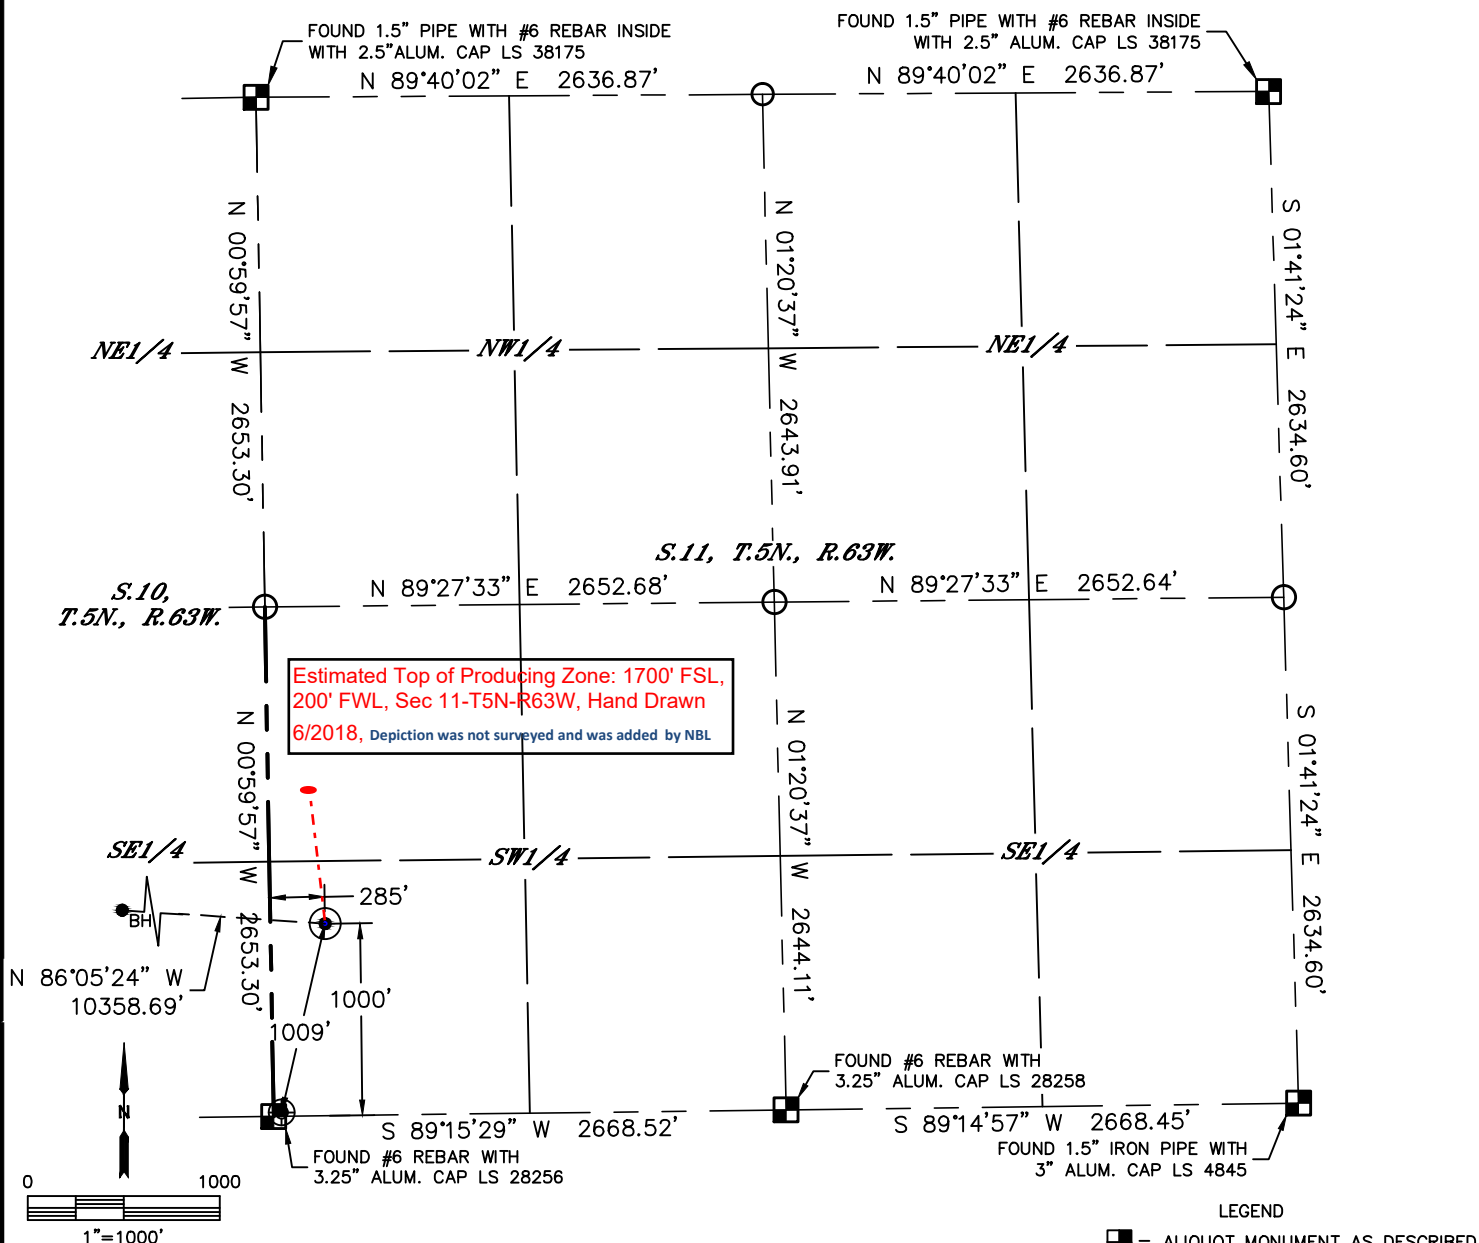 FOUND 1.5" PIPE WITH #6 REBAR INSIDE
WITH 2.5"ALUM. CAP LS 38175
FOUND 1.5" PIPE WITH #6 REBAR INSIDE
WITH 2.5" ALUM. CAP LS 38175
N 89°40'02" E 2636.87'
N 89°40'02" E 2636.87'
N 00°59'57" W 2653.30'
N 01°20'37" W 2643.91'
S 01°41'24" E 2634.60'
NE1/4
NW1/4
NE1/4
S.11, T.5N., R.63W.
S.10,
T.5N., R.63W.
N 89°27'33" E 2652.68'
N 89°27'33" E 2652.64'
Estimated Top of Producing Zone: 1700' FSL,
200' FWL, Sec 11-T5N-R63W, Hand Drawn
6/2018, Depiction was not surveyed and was added by NBL
N 00°59'57" W 2653.30'
N 01°20'37" W 2644.11'
S 01°41'24" E 2634.60'
SE1/4
SW1/4
SE1/4
285'
BH
N 86°05'24" W
10358.69'
1000'
1009'
N
FOUND #6 REBAR WITH
3.25" ALUM. CAP LS 28258
S 89°15'29" W 2668.52'
S 89°14'57" W 2668.45'
FOUND 1.5" IRON PIPE WITH
3" ALUM. CAP LS 4845
FOUND #6 REBAR WITH
3.25" ALUM. CAP LS 28256
0 1000
1"=1000'
LEGEND
= ALIQUOT MONUMENT AS DESCRIBED